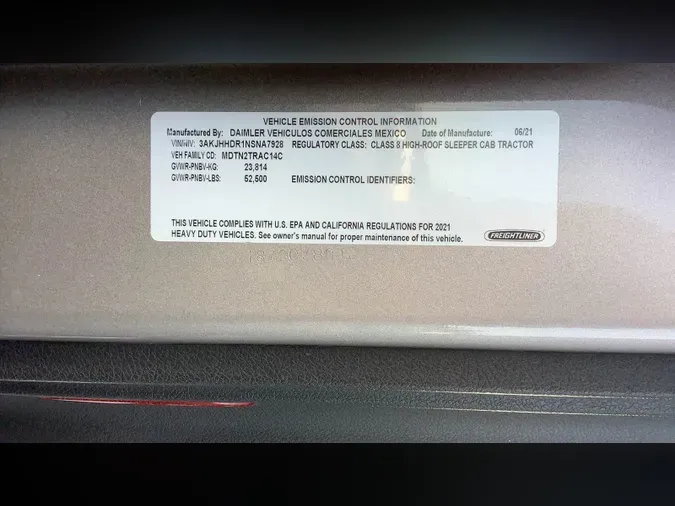 VEHICLE EMISSION CONTROL INFORMATION
Manufactured By: DAIMLER VEHICULOS COMERCIALES MEXICO Date of Manufacture: 06/21
VIN/NIV: 3AKJHHDR1NSNA7928 REGULATORY CLASS: CLASS 8 HIGH-ROOF SLEEPER CAB TRACTOR
VEH FAMILY CD: MDTN2TRAC14C
GVWR-PNBV-KG: 23,814
GVWR-PNBV-LBS: 52,500 EMISSION CONTROL IDENTIFIERS:
THIS VEHICLE COMPLIES WITH U.S. EPA AND CALIFORNIA REGULATIONS FOR 2021
HEAVY DUTY VEHICLES. See owner's manual for proper maintenance of this vehicle.
FREIGHTLINER